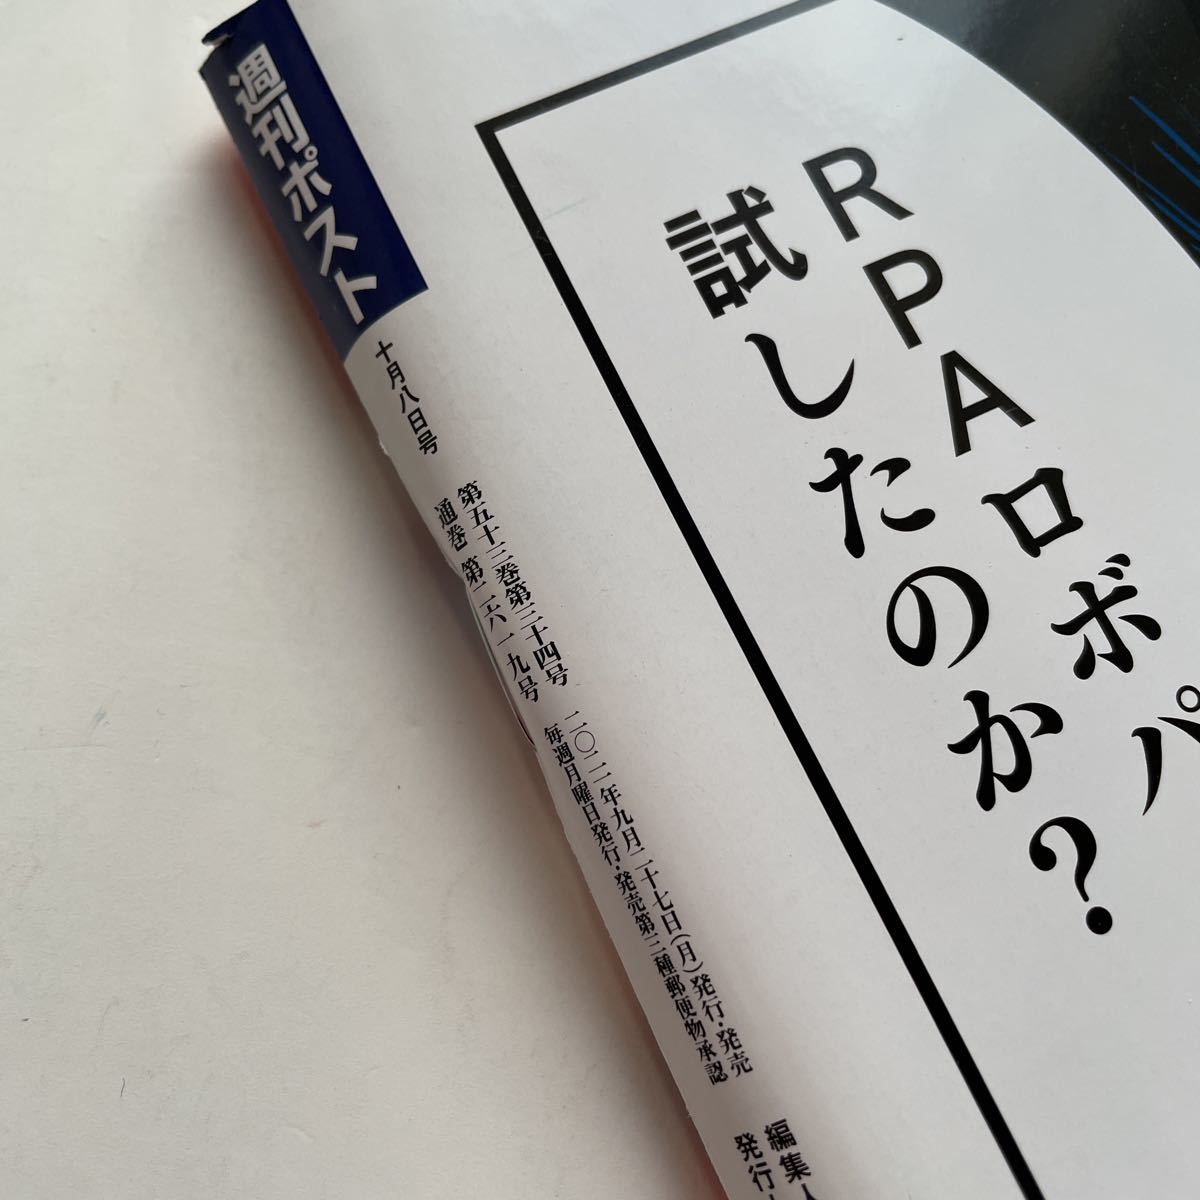 週刊ポスト
十月八日号
第五十三巻第三十四号
通巻 第二六一九号
二〇二一年九月二十七日(月)発行・発売
毎週月曜日発行・発売第三種郵便物承認
編集人
発行
RPAロボパ
試したのか?